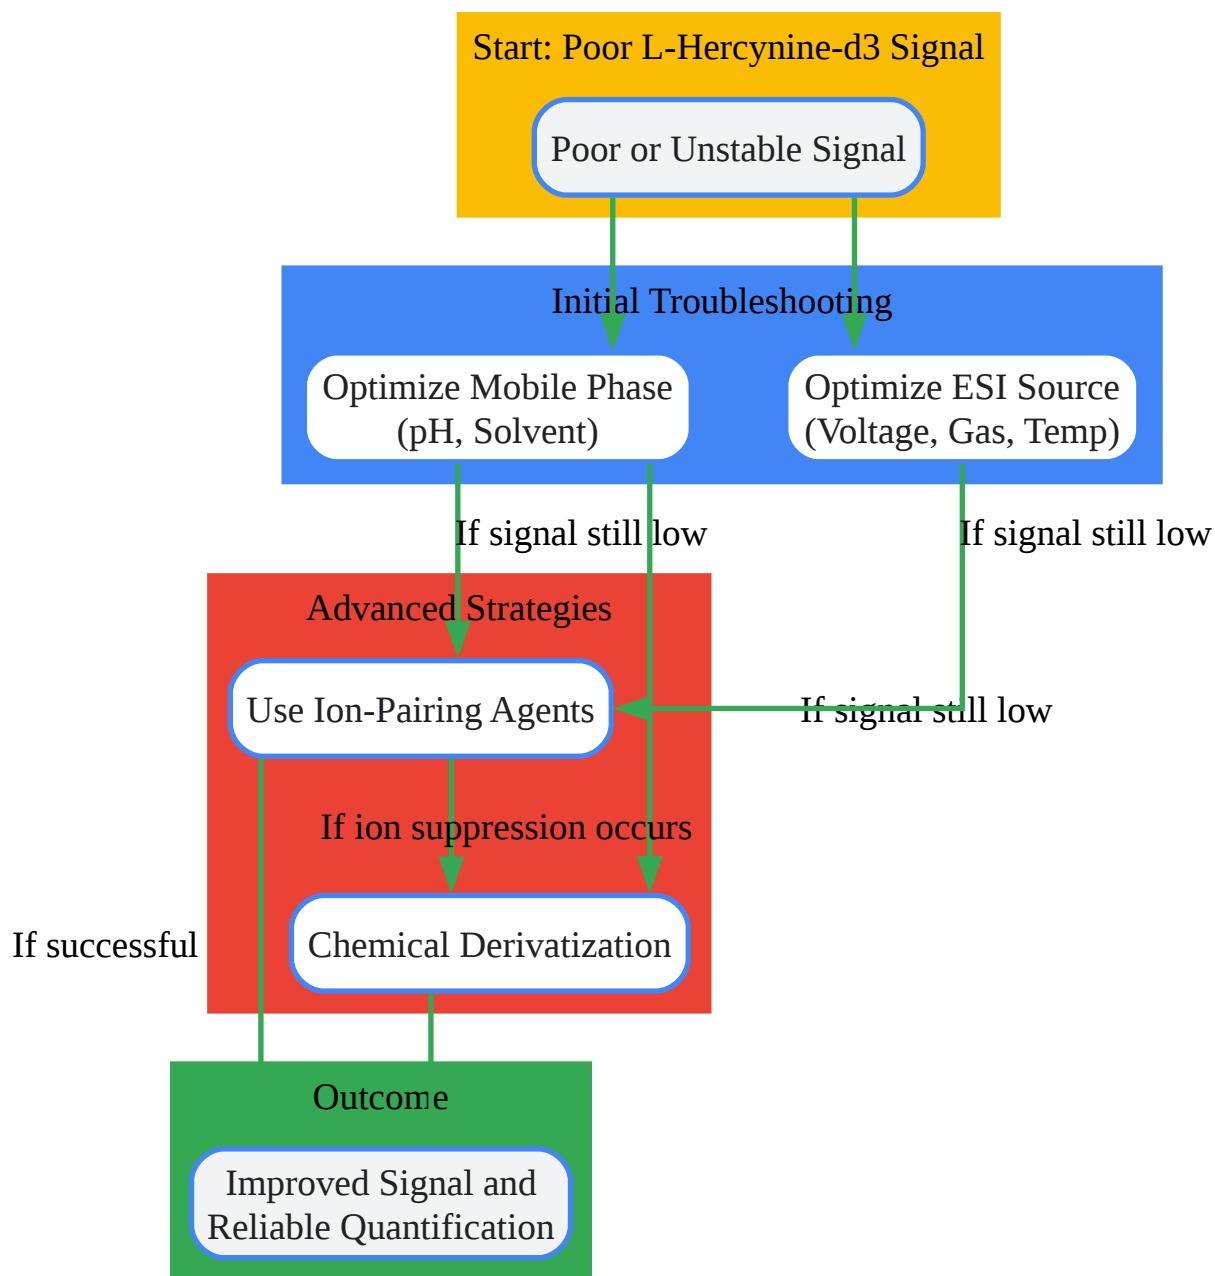 Start: Poor L-Hercynine-d3 Signal
Poor or Unstable Signal
Initial Troubleshooting
Optimize Mobile Phase
(pH, Solvent)
Optimize ESI Source
(Voltage, Gas, Temp)
If signal still low
If signal still low
Advanced Strategies
Use Ion-Pairing Agents
If signal still low
If ion suppression occurs
If successful
Chemical Derivatization
Outcome
Improved Signal and
Reliable Quantification